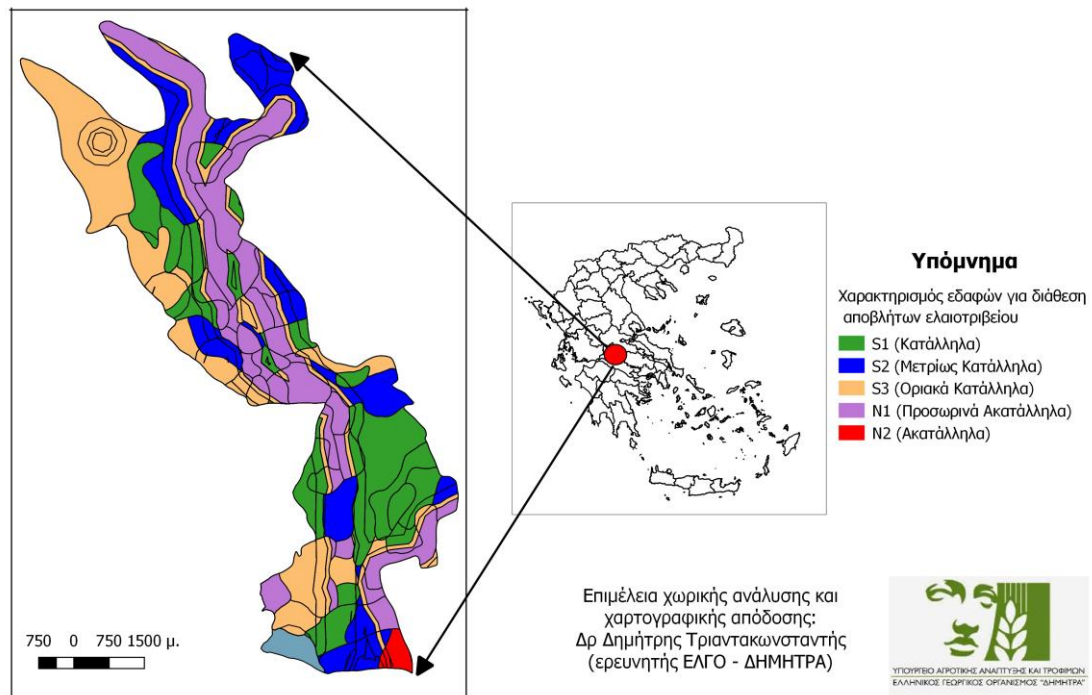 Υπόμνημα
Χαρακτηρισμός εδαφών για διάθεση
αποβλήτων ελαιοτριβείου
S1 (Κατάλληλα)
S2 (Μετρίως Κατάλληλα)
S3 (Οριακά Κατάλληλα)
N1 (Προσωρινά Ακατάλληλα)
N2 (Ακατάλληλα)
750 0 750 1500 μ.
Επιμέλεια χωρικής ανάλυσης και
χαρτογραφικής απόδοσης:
Δρ Δημήτρης Τριαντακωνσταντής
(ερευνητής ΕΛΓΟ - ΔΗΜΗΤΡΑ)
ΥΠΟΥΡΓΕΙΟ ΑΓΡΟΤΙΚΗΣ ΑΝΑΠΤΥΞΗΣ ΚΑΙ ΤΡΟΦΙΜΩΝ
ΕΛΛΗΝΙΚΟΣ ΓΕΩΡΓΙΚΟΣ ΟΡΓΑΝΙΣΜΟΣ "ΔΗΜΗΤΡΑ"